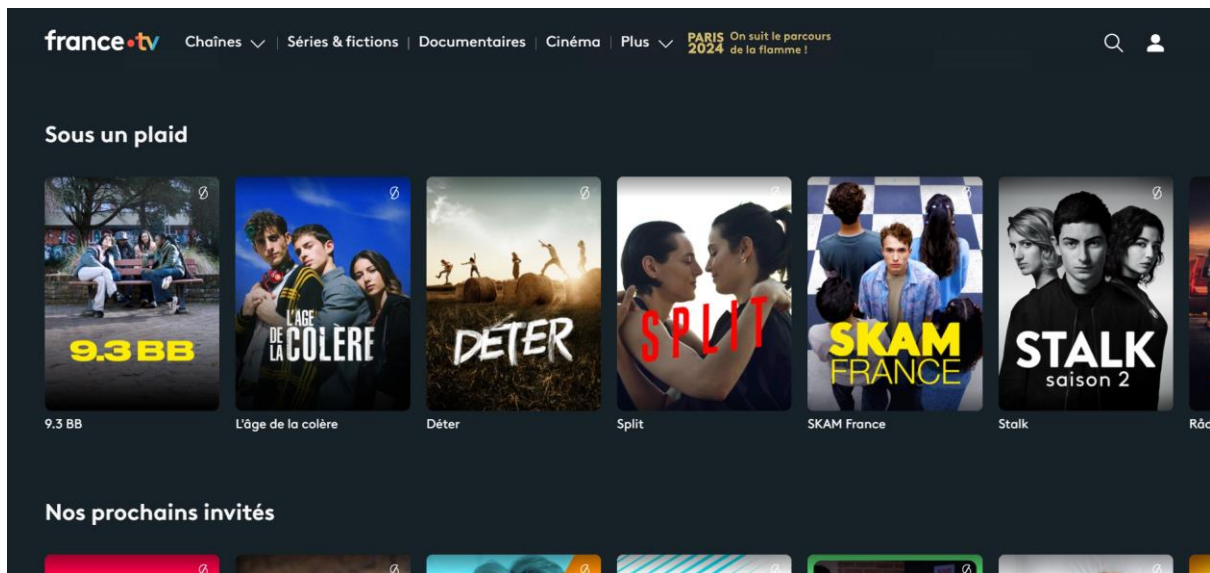 france•tv
Chaînes
Séries & fictions
Documentaires
Cinéma
Plus
PARIS 2024
On suit le parcours
de la flamme !
Sous un plaid
9.3 BB
L'ÂGE
DE LA COLÈRE
DÉTER
SPLIT
SKAM
FRANCE
STALK
saison 2
9.3 BB
L'âge de la colère
Déter
Split
SKAM France
Stalk
Nos prochains invités